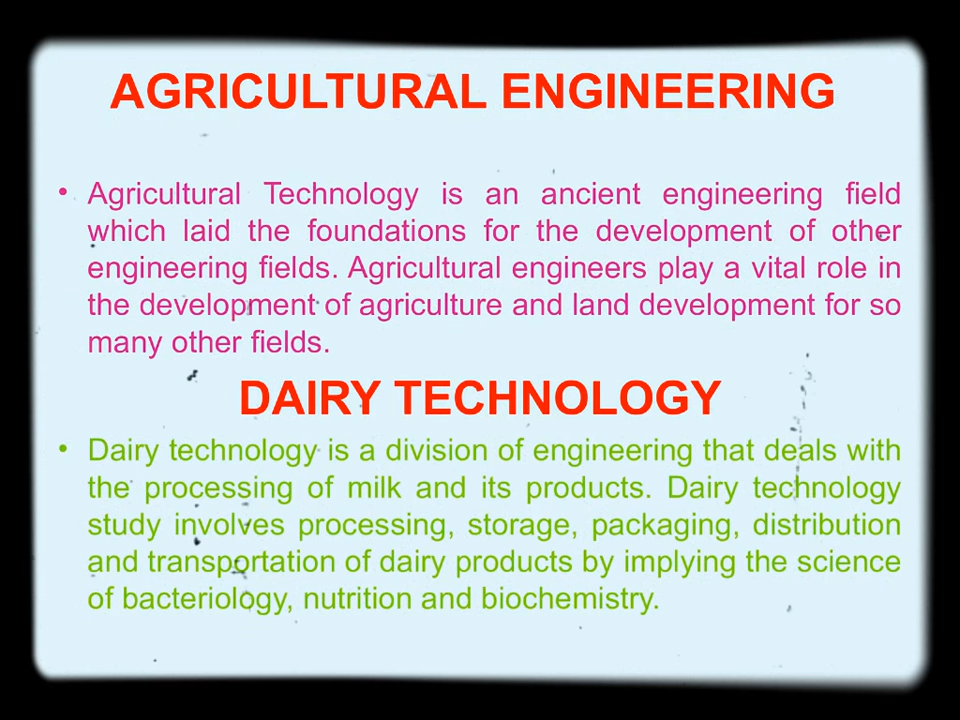 AGRICULTURAL ENGINEERING
• Agricultural Technology is an ancient engineering field
which laid the foundations for the development of other
engineering fields. Agricultural engineers play a vital role in
the development of agriculture and land development for so
many other fields.
DAIRY TECHNOLOGY
• Dairy technology is a division of engineering that deals with
the processing of milk and its products. Dairy technology
study involves processing, storage, packaging, distribution
and transportation of dairy products by implying the science
of bacteriology, nutrition and biochemistry.